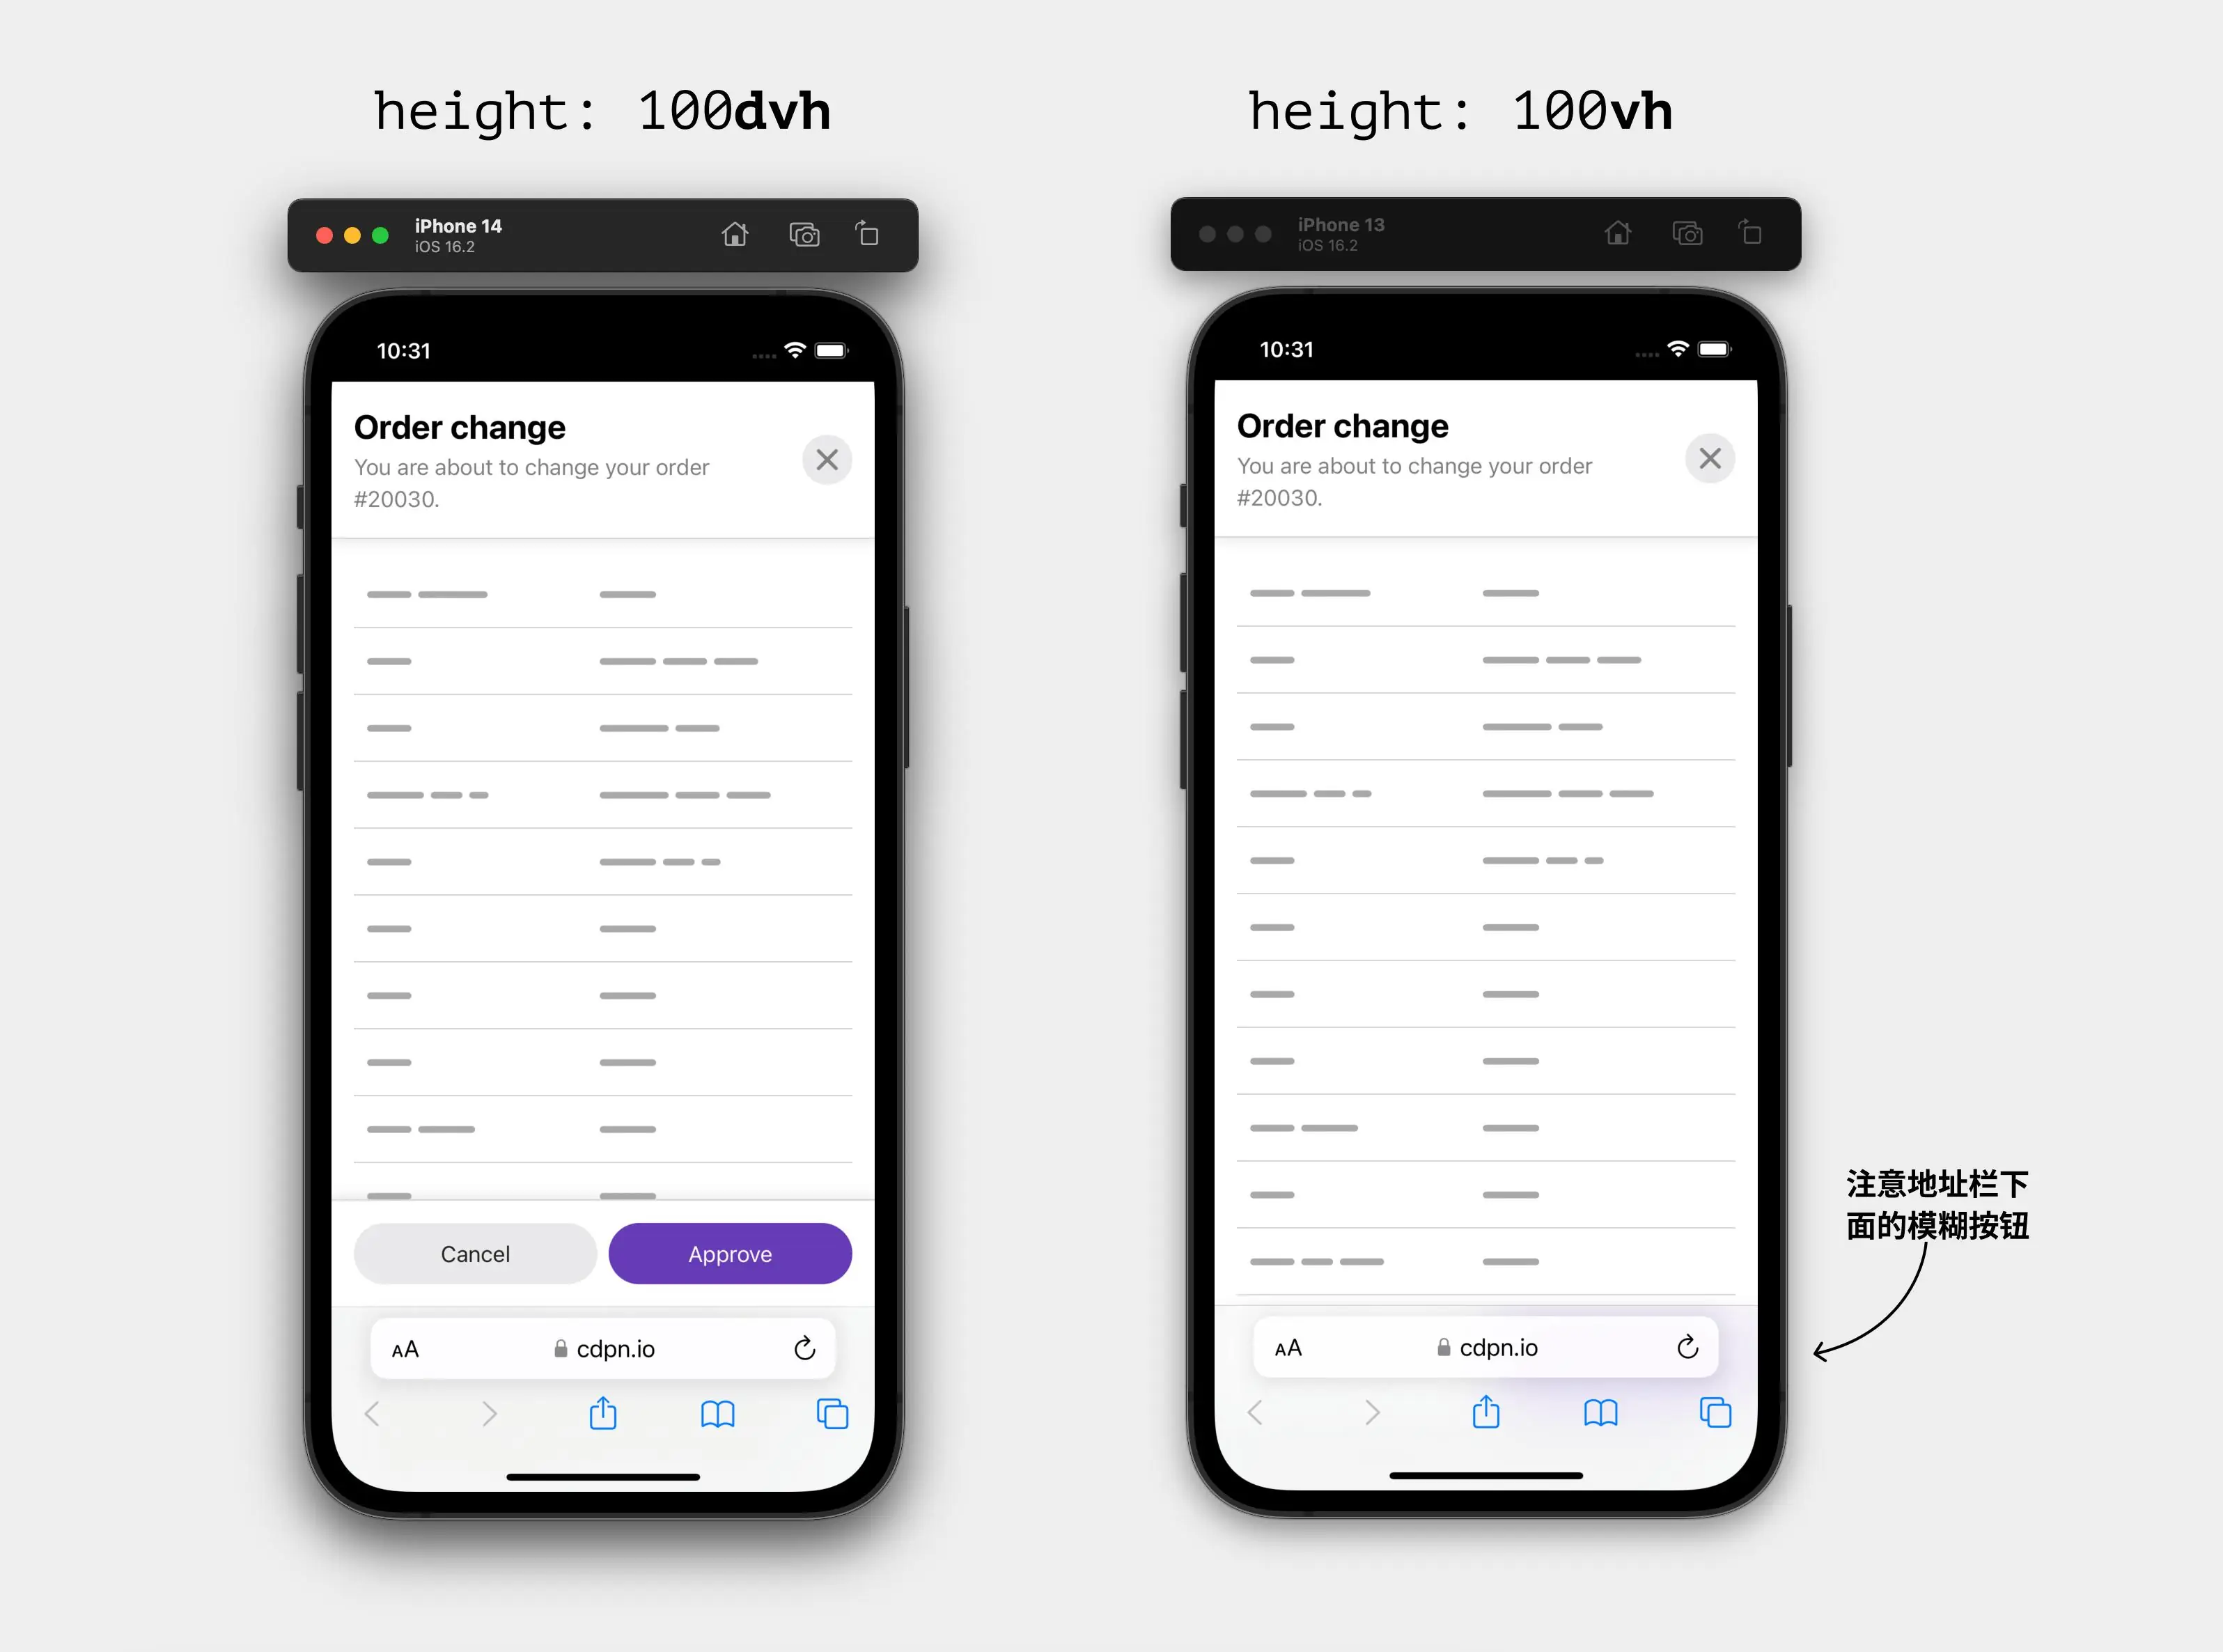 height: 100dvh
iPhone 14
iOS 16.2
10:31
Order change
You are about to change your order
#20030.
Cancel
Approve
AA
cdpn.io
height: 100vh
iPhone 13
iOS 16.2
10:31
Order change
You are about to change your order
#20030.
AA
cdpn.io
注意地址栏下
面的模糊按钮